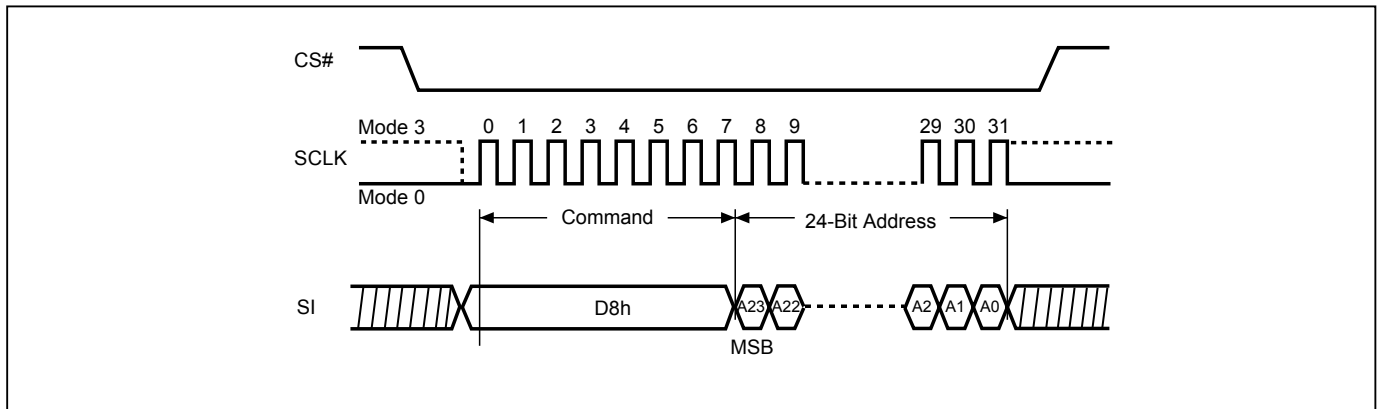 CS#
Mode 3 0 1 2 3 4 5 6 7 8 9 29 30 31
SCLK
Mode 0
Command 24-Bit Address
SI D8h A23 A22 A2 A1 A0
MSB